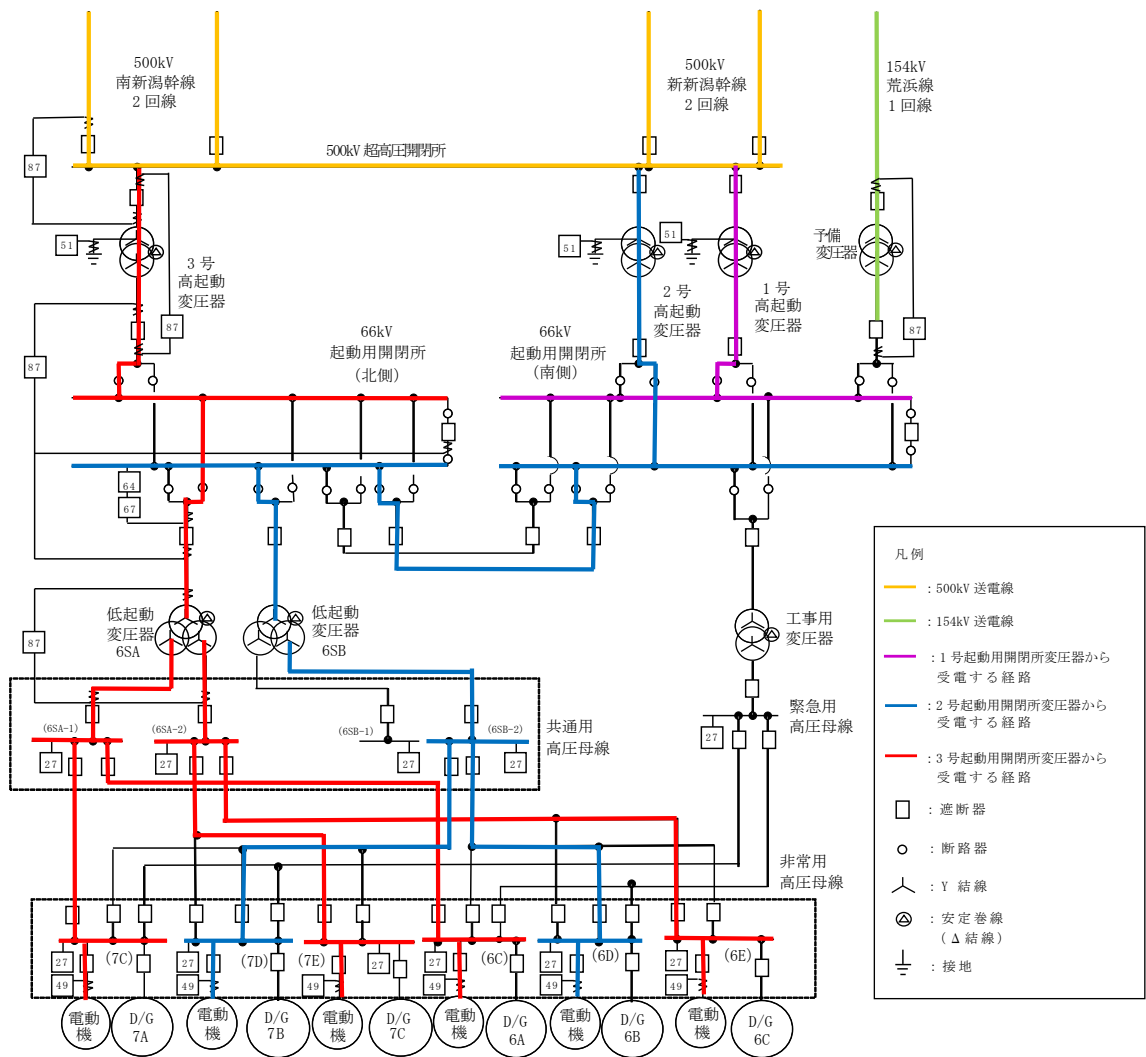 500kV
南新潟幹線
2 回線
500kV
新新潟幹線
2 回線
154kV
荒浜線
1 回線
87
500kV 超高圧開閉所
51
3 号
高起動
変圧器
87
51
51
2 号
高起動
変圧器
1 号
高起動
変圧器
予備
変圧器
87
87
66kV
起動用開閉所
(北側)
66kV
起動用開閉所
(南側)
64
67
87
低起動
変圧器
6SA
低起動
変圧器
6SB
工事用
変圧器
緊急用
高圧母線
27
(6SA-1)
(6SA-2)
(6SB-1)
(6SB-2)
共通用
高圧母線
27
27
27
27
非常用
高圧母線
27
(7C)
27
(7D)
(7E)
27
27
(6C)
27
(6D)
27
(6E)
49
49
49
49
49
49
電動
機
D/G
7A
電動
機
D/G
7B
電動
機
D/G
7C
電動
機
D/G
6A
電動
機
D/G
6B
電動
機
D/G
6C
凡例
：500kV 送電線
：154kV 送電線
：1 号起動用開閉所変圧器から
受電する経路
：2 号起動用開閉所変圧器から
受電する経路
：3 号起動用開閉所変圧器から
受電する経路
：遮断器
：断路器
：Y 結線
：安定巻線
(Δ結線)
：接地